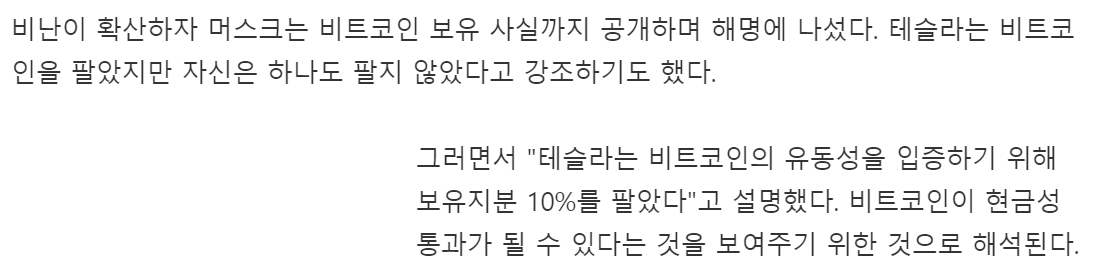 비난이 확산하자 머스크는 비트코인 보유 사실까지 공개하며 해명에 나섰다. 테슬라는 비트코
인을 팔았지만 자신은 하나도 팔지 않았다고 강조하기도 했다.
그러면서 "테슬라는 비트코인의 유동성을 입증하기 위해
보유지분 10%를 팔았다"고 설명했다. 비트코인이 현금성
통과가 될 수 있다는 것을 보여주기 위한 것으로 해석된다.